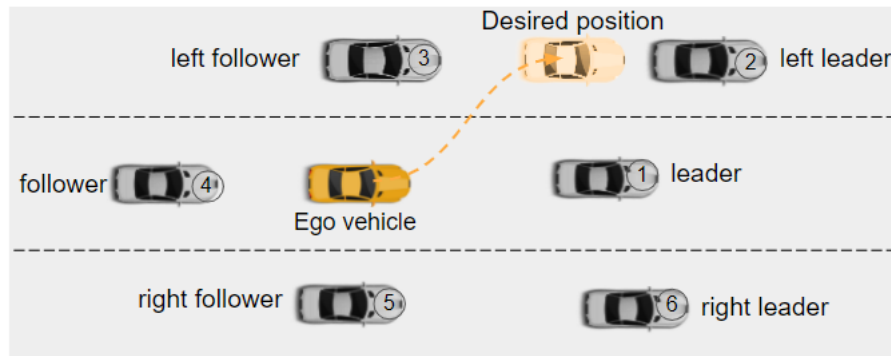 Desired position
left follower 3
2 left leader
follower 4
1 leader
Ego vehicle
right follower 5
6 right leader